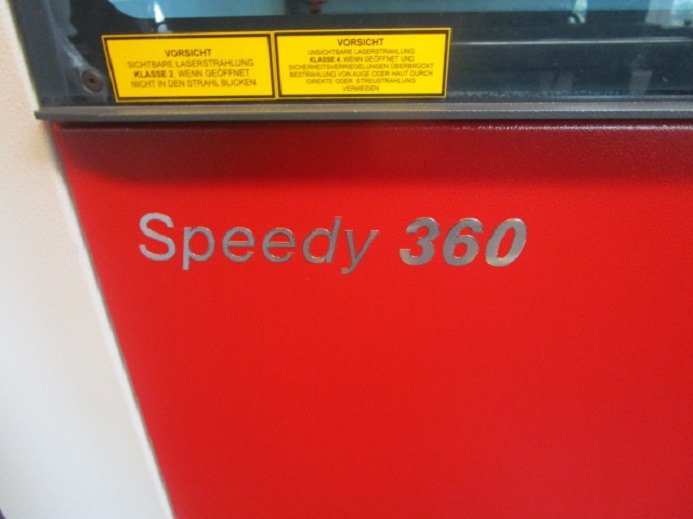 VORSICHT
SICHTBARE LASERSTRAHLUNG
KLASSE 2, WENN GEÖFFNET
NICHT IN DEN STRAHL BLICKEN
VORSICHT
UNSICHTBARE LASERSTRAHLUNG
KLASSE 4, WENN GEÖFFNET UND
SICHERHEITSVERRIEGELUNGEN ÜBERBRÜCKT
BESTRAHLUNG VON AUGE ODER HAUT DURCH
DIREKTE ODER STREUSTRAHLUNG
VERMEIDEN
Speedy 360